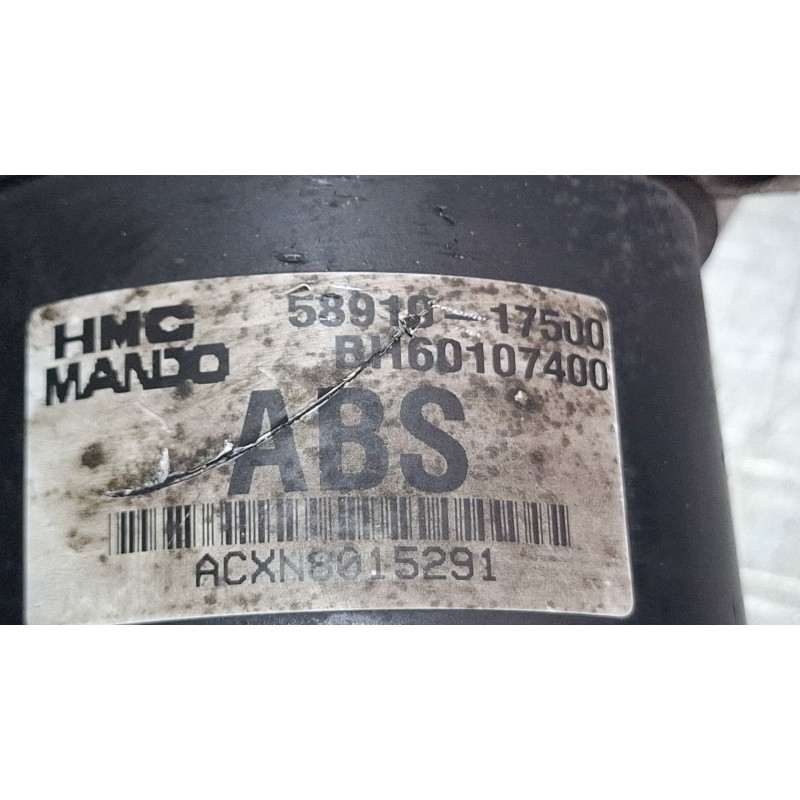 HMC 58910-17500
MANDO BH60107400
ABS
ACXN8015291